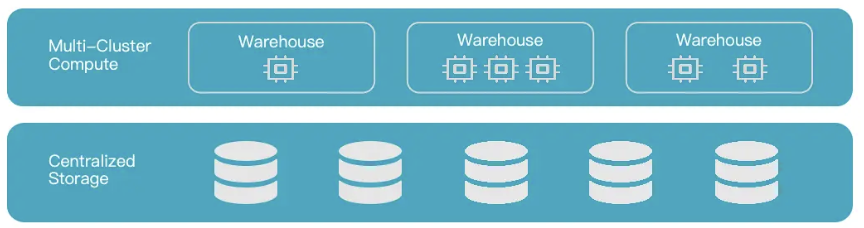 Multi-Cluster
Compute
Warehouse
Warehouse
Warehouse
Centralized
Storage